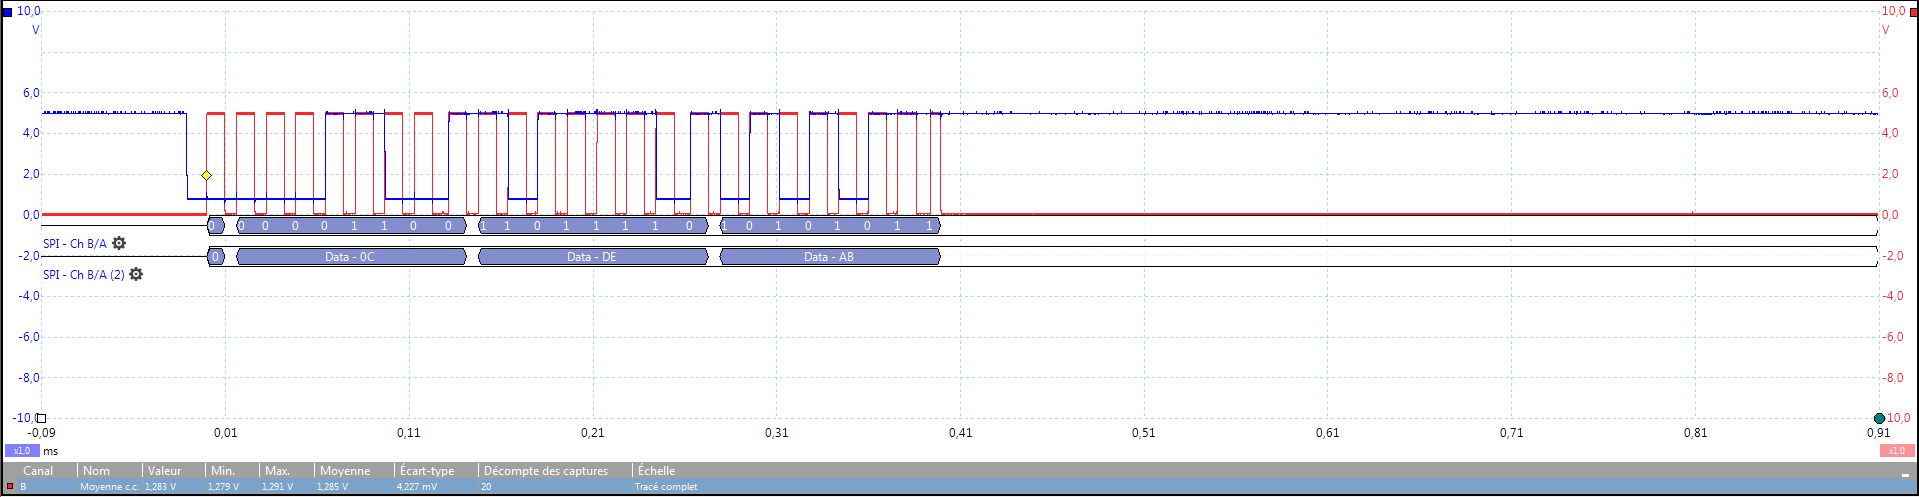 10,0 10,0
V V
6,0 6,0
4,0 4,0
2,0 2,0
0,0 0,0
0 0 0 0 0 1 1 0 0 1 1 0 1 1 1 1 0 1 0 1 0 1 0 1 1
SPI - Ch B/A
-2,0 0 Data - 0C Data - DE Data - AB -2,0
SPI - Ch B/A (2)
-4,0 -4,0
-6,0 -6,0
-8,0 -8,0
-10,0 -10,0
-0,09 0,01 0,11 0,21 0,31 0,41 0,51 0,61 0,71 0,81 0,91
x1,0 ms x1,0
Canal Nom Valeur Min. Max. Moyenne Écart-type Décompte des captures Échelle
B Moyenne c.c. 1,283 V 1,279 V 1,291 V 1,285 V 4,227 mV 20 Tracé complet